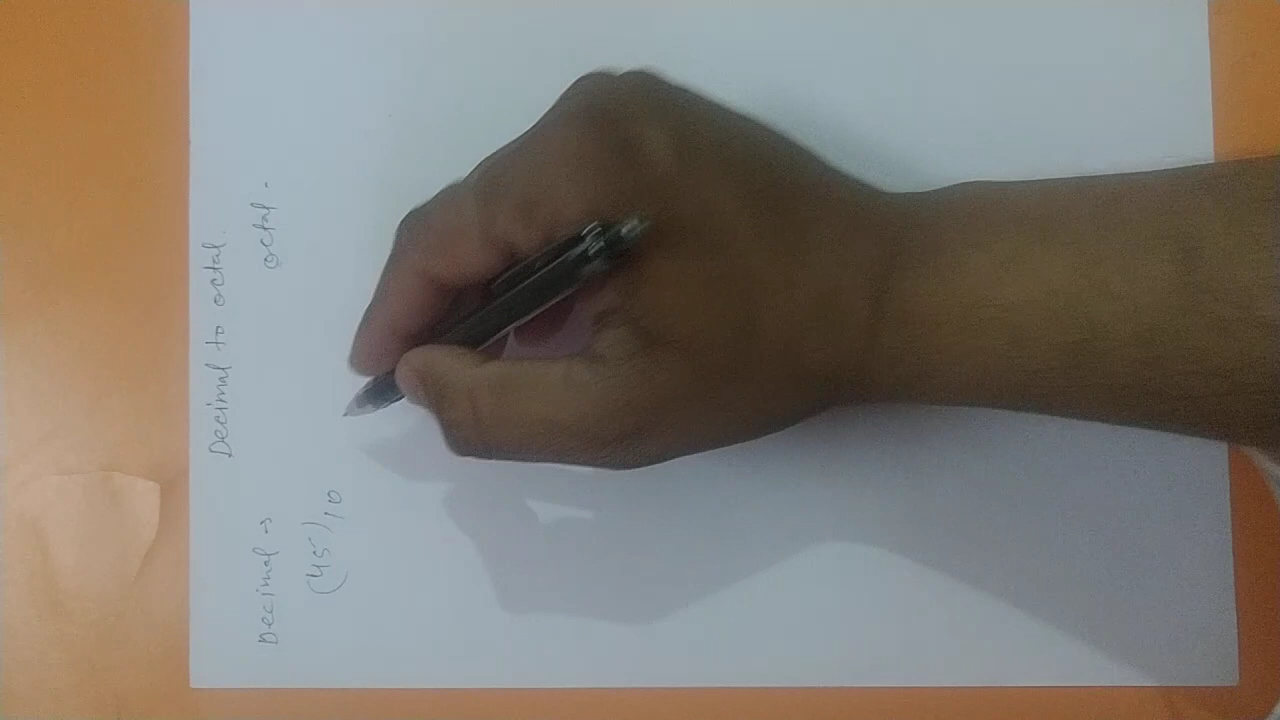 Decimal to octal.
Decimal → octal -
(45)10